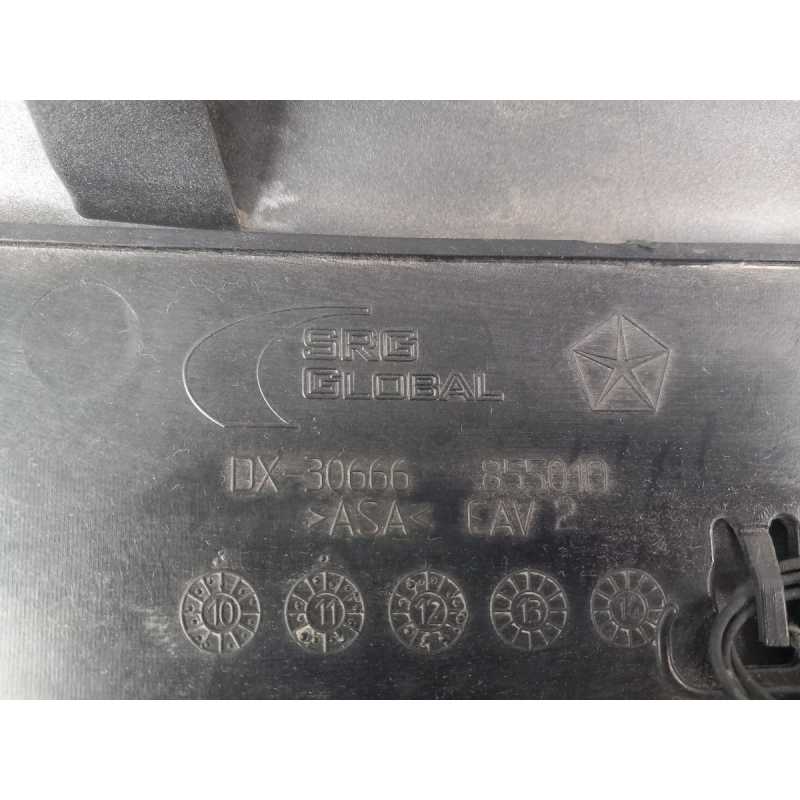 SRG
GLOBAL
DX-30666 855010
>ASA< CAV 2
10 11 12 13 14